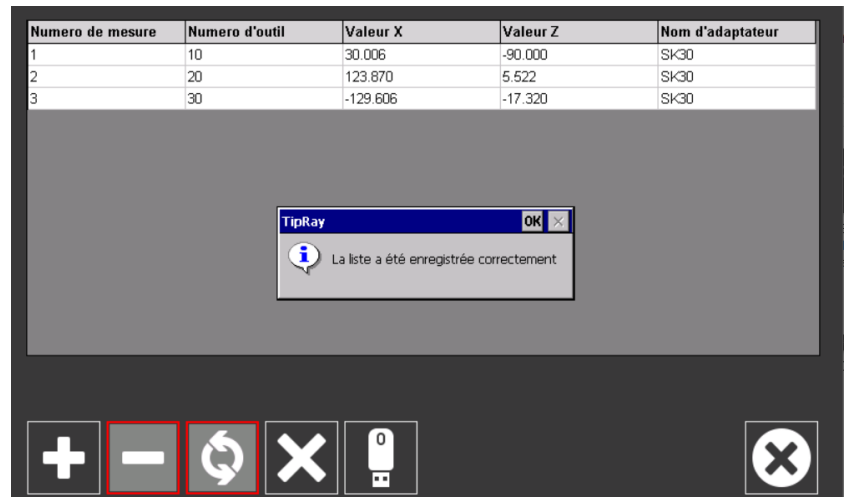 Numero de mesure Numero d'outil Valeur X Valeur Z Nom d'adaptateur
1 10 30.006 -90.000 SK30
2 20 123.870 5.522 SK30
3 30 -129.606 -17.320 SK30
TipRay OK
La liste a été enregistrée correctement
0